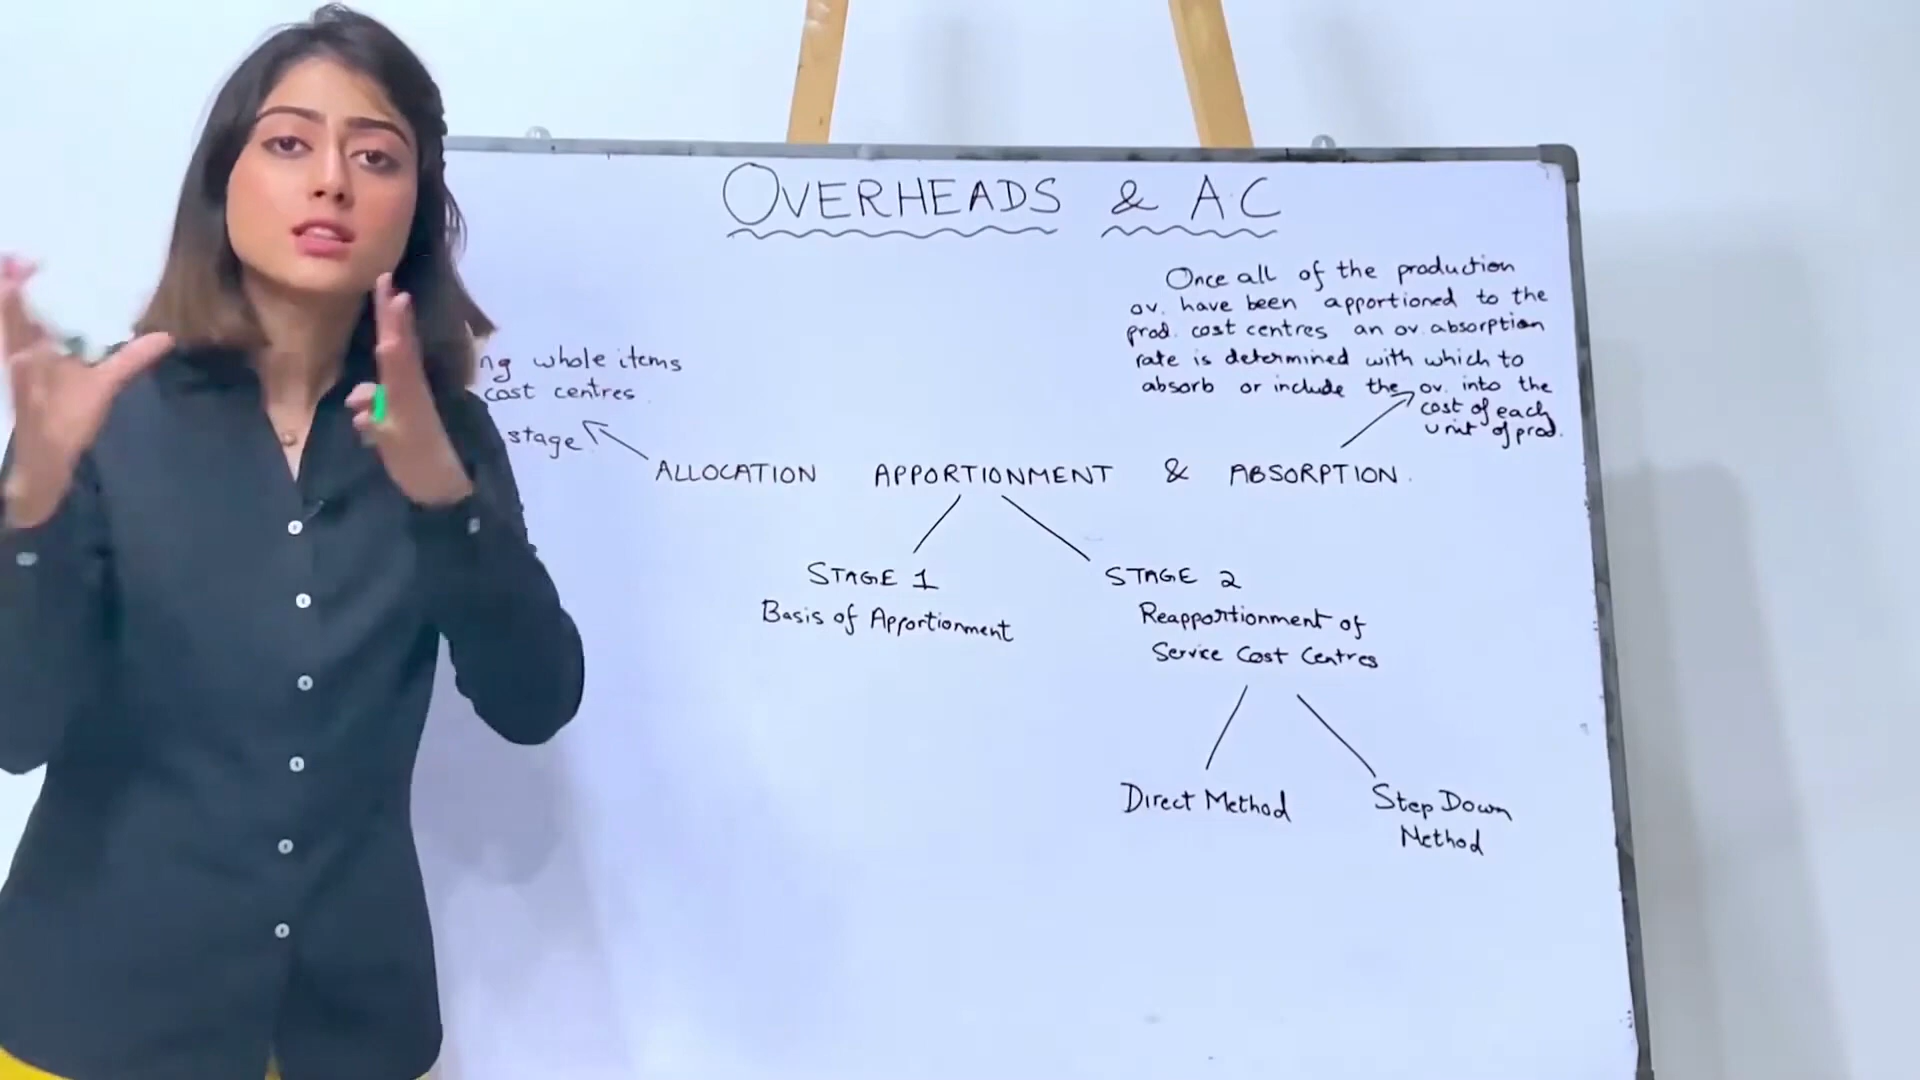 OVERHEADS & A.C
Once all of the production
ov. have been apportioned to the
prod. cost centres an ov. absorption
rate is determined with which to
absorb or include the ov. into the
cost of each
unit of prod.
whole items
cost centres.
stage.
ALLOCATION APPORTIONMENT & ABSORPTION.
STAGE 1
Basis of Apportionment
STAGE 2
Reapportionment of
Service Cost Centres
Direct Method
Step Down
Method